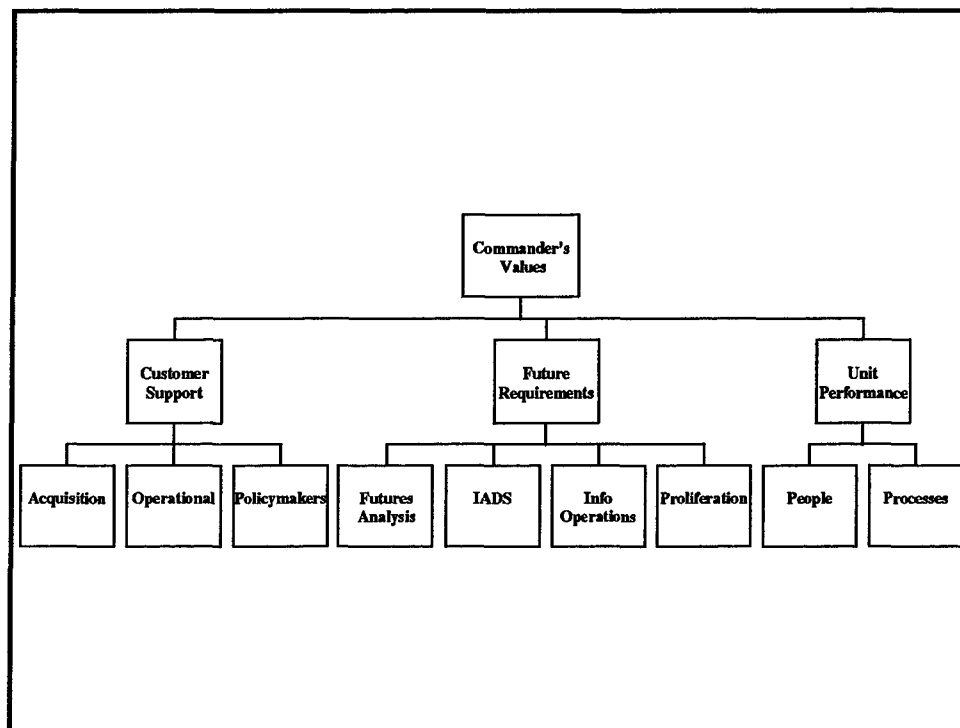 Commander's
Values
Customer
Support
Future
Requirements
Unit
Performance
Acquisition
Operational
Policymakers
Futures
Analysis
IADS
Info
Operations
Proliferation
People
Processes